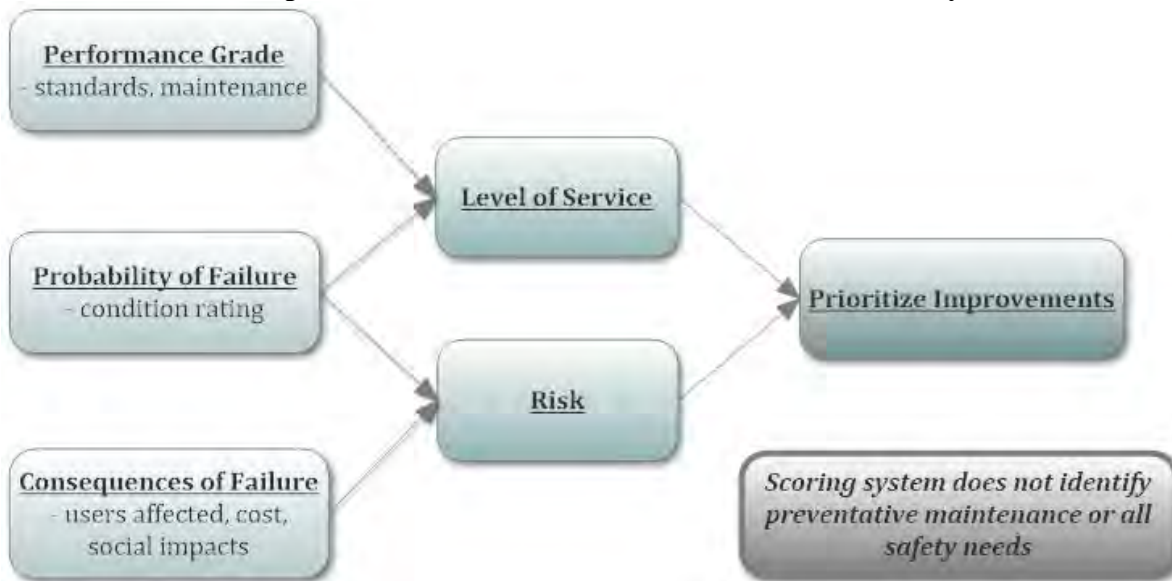 Performance Grade
- standards, maintenance
Level of Service
Probability of Failure
- condition rating
Prioritize Improvements
Risk
Consequences of Failure
- users affected, cost,
social impacts
Scoring system does not identify
preventative maintenance or all
safety needs